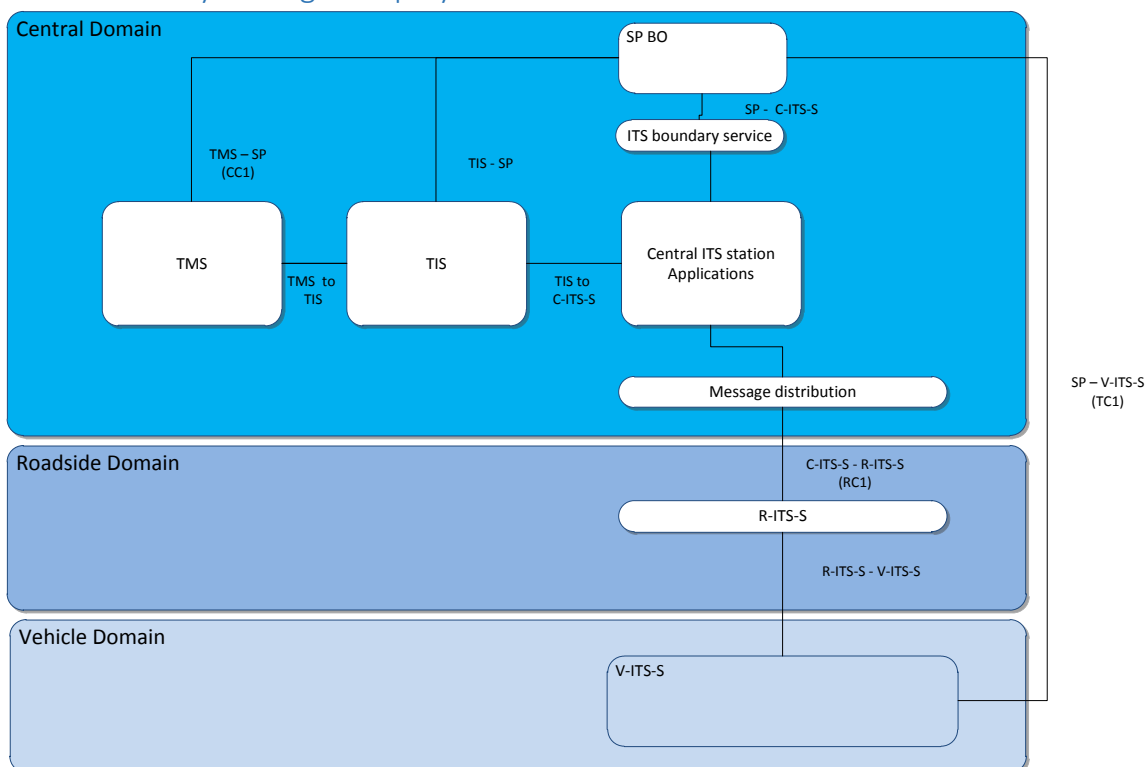 Central Domain
SP BO
SP - C-ITS-S
ITS boundary service
TMS – SP
(CC1)
TIS - SP
TMS
TMS to
TIS
TIS
TIS to
C-ITS-S
Central ITS station
Applications
Message distribution
SP – V-ITS-S
(TC1)
Roadside Domain
C-ITS-S - R-ITS-S
(RC1)
R-ITS-S
R-ITS-S - V-ITS-S
Vehicle Domain
V-ITS-S